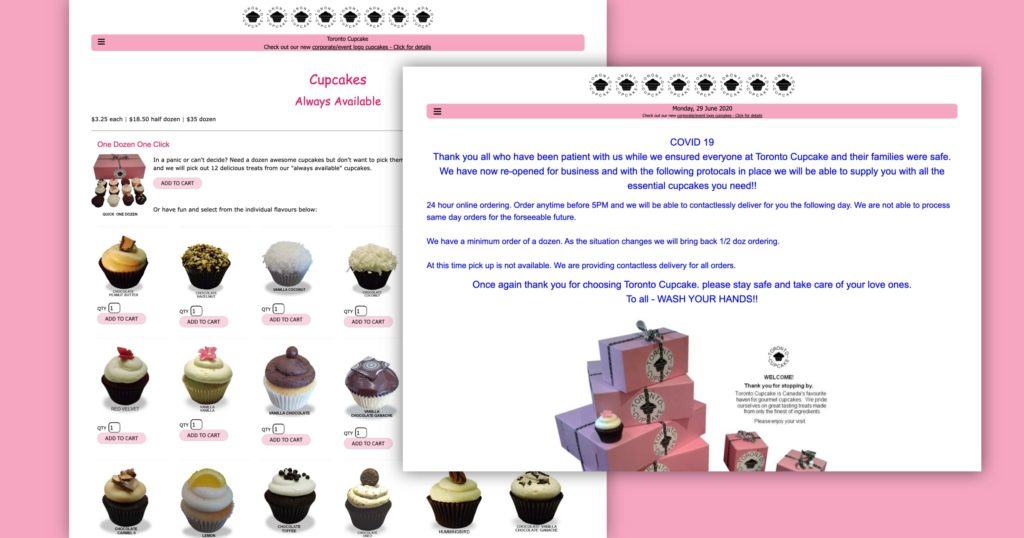 Toronto Cupcake
Check out our new corporate/event logo cupcakes - Click for details
Cupcakes
Always Available
$3.25 each | $18.50 half dozen | $35 dozen
One Dozen One Click
In a panic or can't decide? Need a dozen awesome cupcakes but don't want to pick them
and we will pick out 12 delicious treats from our "always available" cupcakes.
ADD TO CART
QUICK ONE DOZEN
Or have fun and select from the individual flavours below:
CHOCOLATE
PEANUT BUTTER
CHOCOLATE
HAZELNUT
VANILLA COCONUT
CHOCOLATE
COCONUT
QTY 1
QTY 1
QTY 1
QTY 1
ADD TO CART
ADD TO CART
ADD TO CART
ADD TO CART
RED VELVET
VANILLA
VANILLA
VANILLA CHOCOLATE
VANILLA
CHOCOLATE GANACHE
QTY 1
QTY 1
QTY 1
QTY 1
ADD TO CART
ADD TO CART
ADD TO CART
ADD TO CART
CHOCOLATE
CARAMEL
LEMON
CHOCOLATE
TOFFEE
CHOCOLATE
OREO
HUMMINGBIRD
CHOCOLATE VANILLA
CHOCOLATE GANACHE
TORONTO CUPCAKE
Monday, 29 June 2020
Check out our new corporate/event logo cupcakes - Click for details
COVID 19
Thank you all who have been patient with us while we ensured everyone at Toronto Cupcake and their families were safe.
We have now re-opened for business and with the following protocals in place we will be able to supply you with all the
essential cupcakes you need!!
24 hour online ordering. Order anytime before 5PM and we will be able to contactlessly deliver for you the following day. We are not able to process
same day orders for the forseeable future.
We have a minimum order of a dozen. As the situation changes we will bring back 1/2 doz ordering.
At this time pick up is not available. We are providing contactless delivery for all orders.
Once again thank you for choosing Toronto Cupcake. please stay safe and take care of your love ones.
To all - WASH YOUR HANDS!!
TORONTO CUPCAKE
WELCOME!
Thank you for stopping by.
Toronto Cupcake is Canada's favourite
haven for gourmet cupcakes. We pride
ourselves on great tasting treats made
from only the finest of ingredients.
Please enjoy your visit